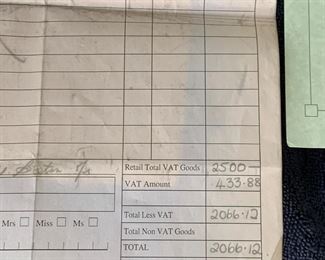 Retail Total VAT Goods 2500 -
VAT Amount 433.88
Total Less VAT 2066.12
Mrs Miss Ms
Total Non VAT Goods
TOTAL 2066.12